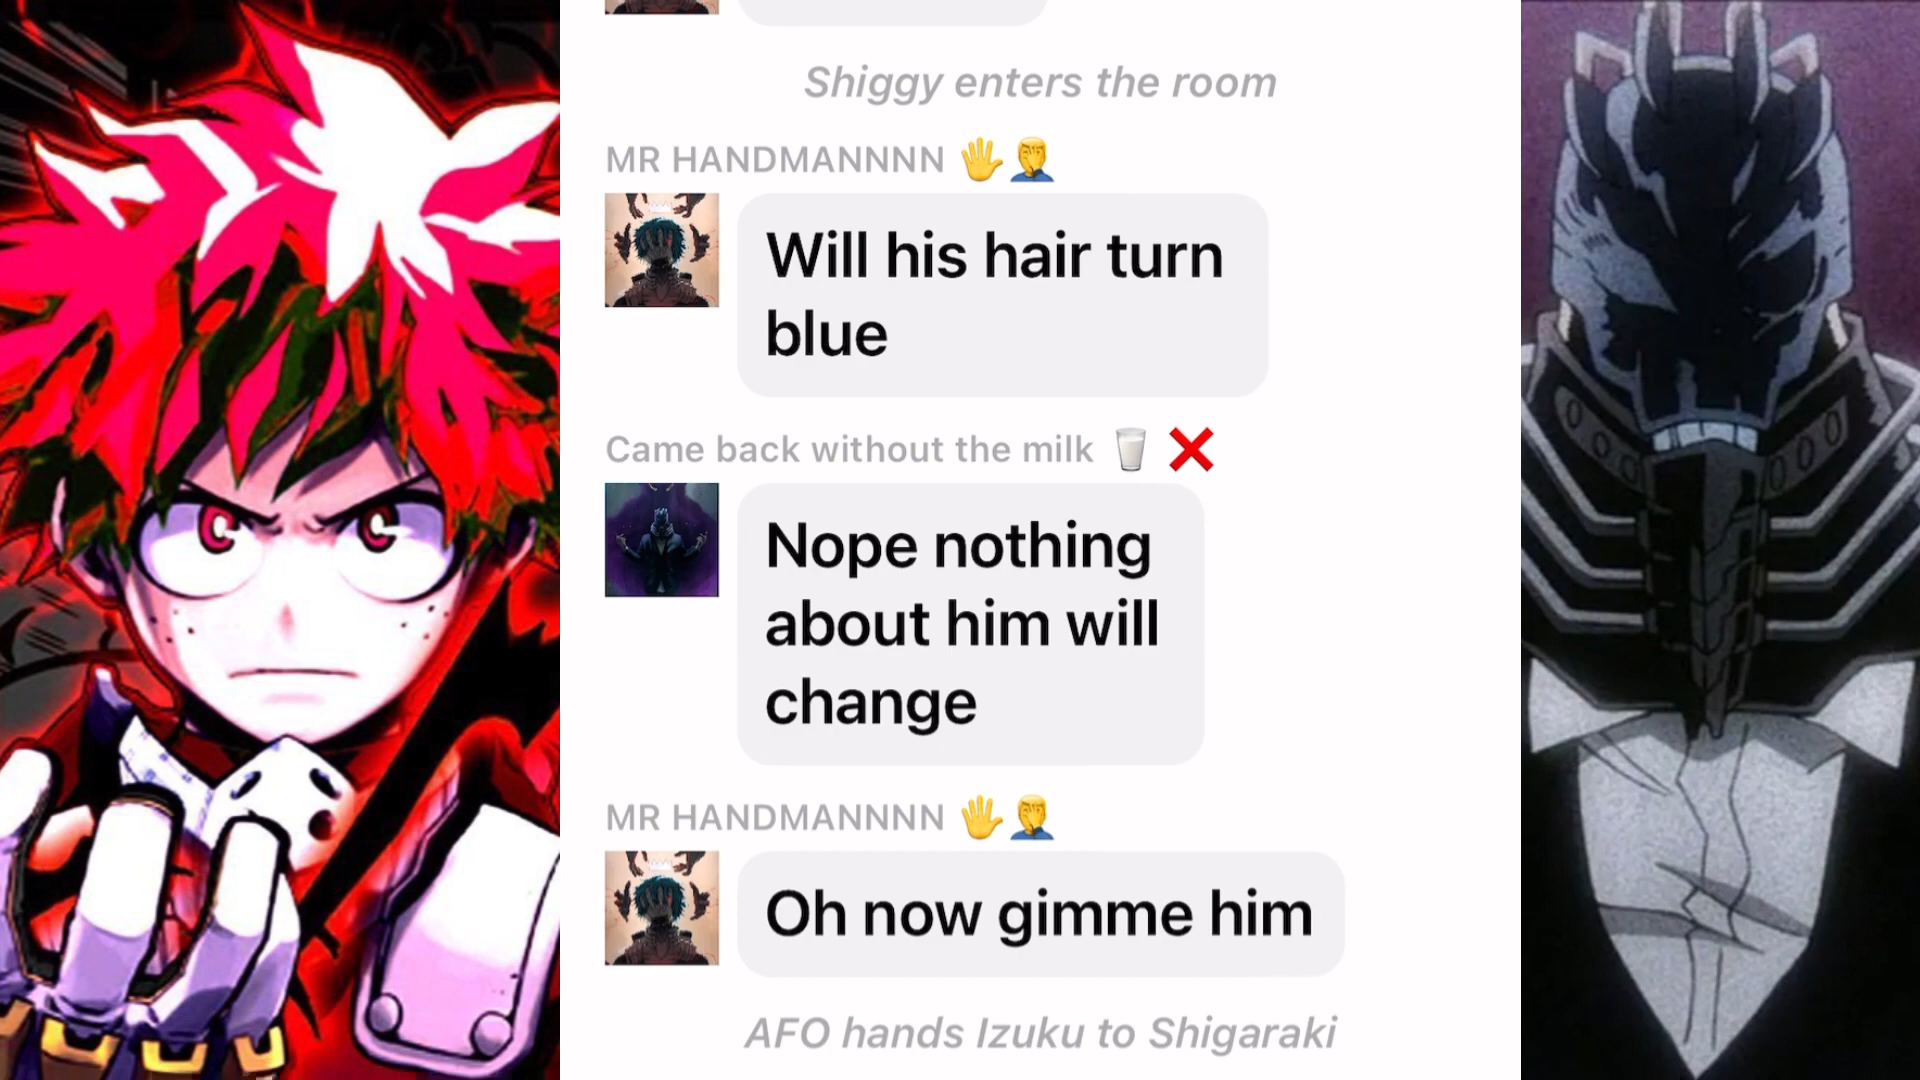 Shiggy enters the room
MR HANDMANNNN 🖐🤦‍♂️
Will his hair turn
blue
Came back without the milk 🥛 ❌
Nope nothing
about him will
change
MR HANDMANNNN 🖐🤦‍♂️
Oh now gimme him
AFO hands Izuku to Shigaraki